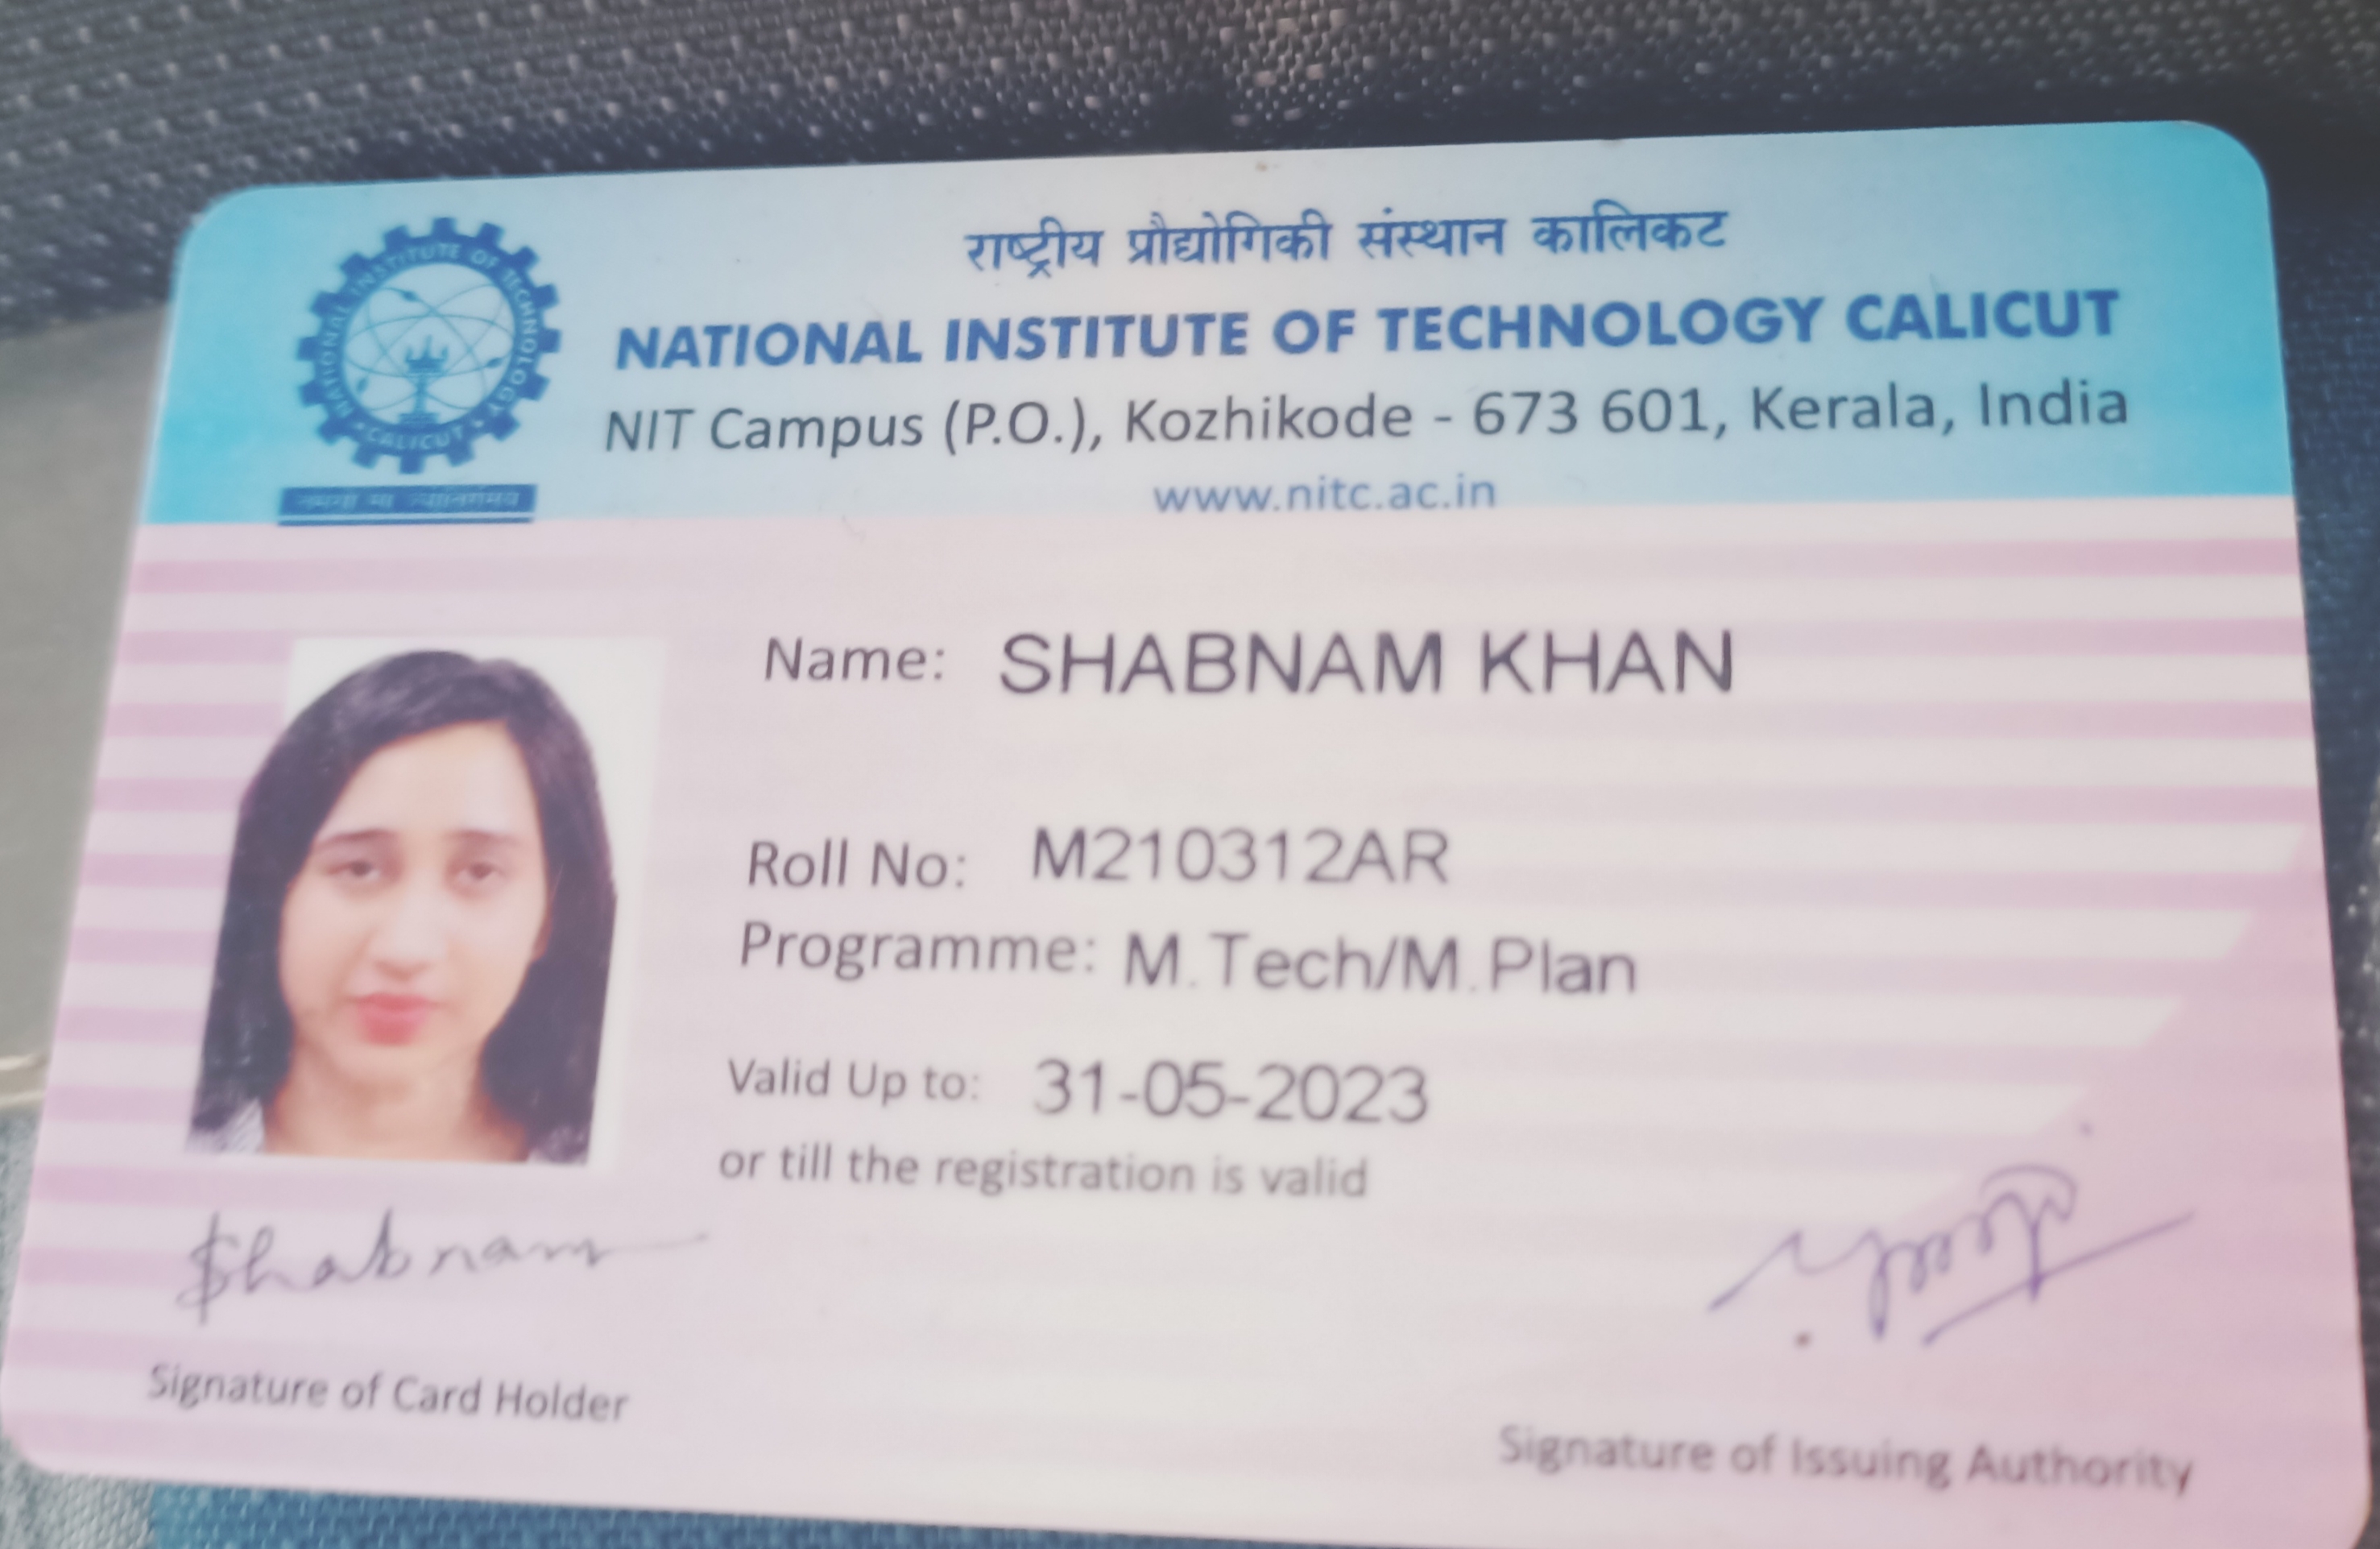 राष्ट्रीय प्रौद्योगिकी संस्थान कालिकट
NATIONAL INSTITUTE OF TECHNOLOGY CALICUT
NIT Campus (P.O.), Kozhikode - 673 601, Kerala, India
www.nitc.ac.in
NATIONAL INSTITUTE OF TECHNOLOGY
CALICUT
तमसो मा ज्योतिर्गमय
Name: SHABNAM KHAN
Roll No: M210312AR
Programme: M.Tech/M.Plan
Valid Up to: 31-05-2023
or till the registration is valid
Shabnam
Signature of Card Holder
Signature of Issuing Authority